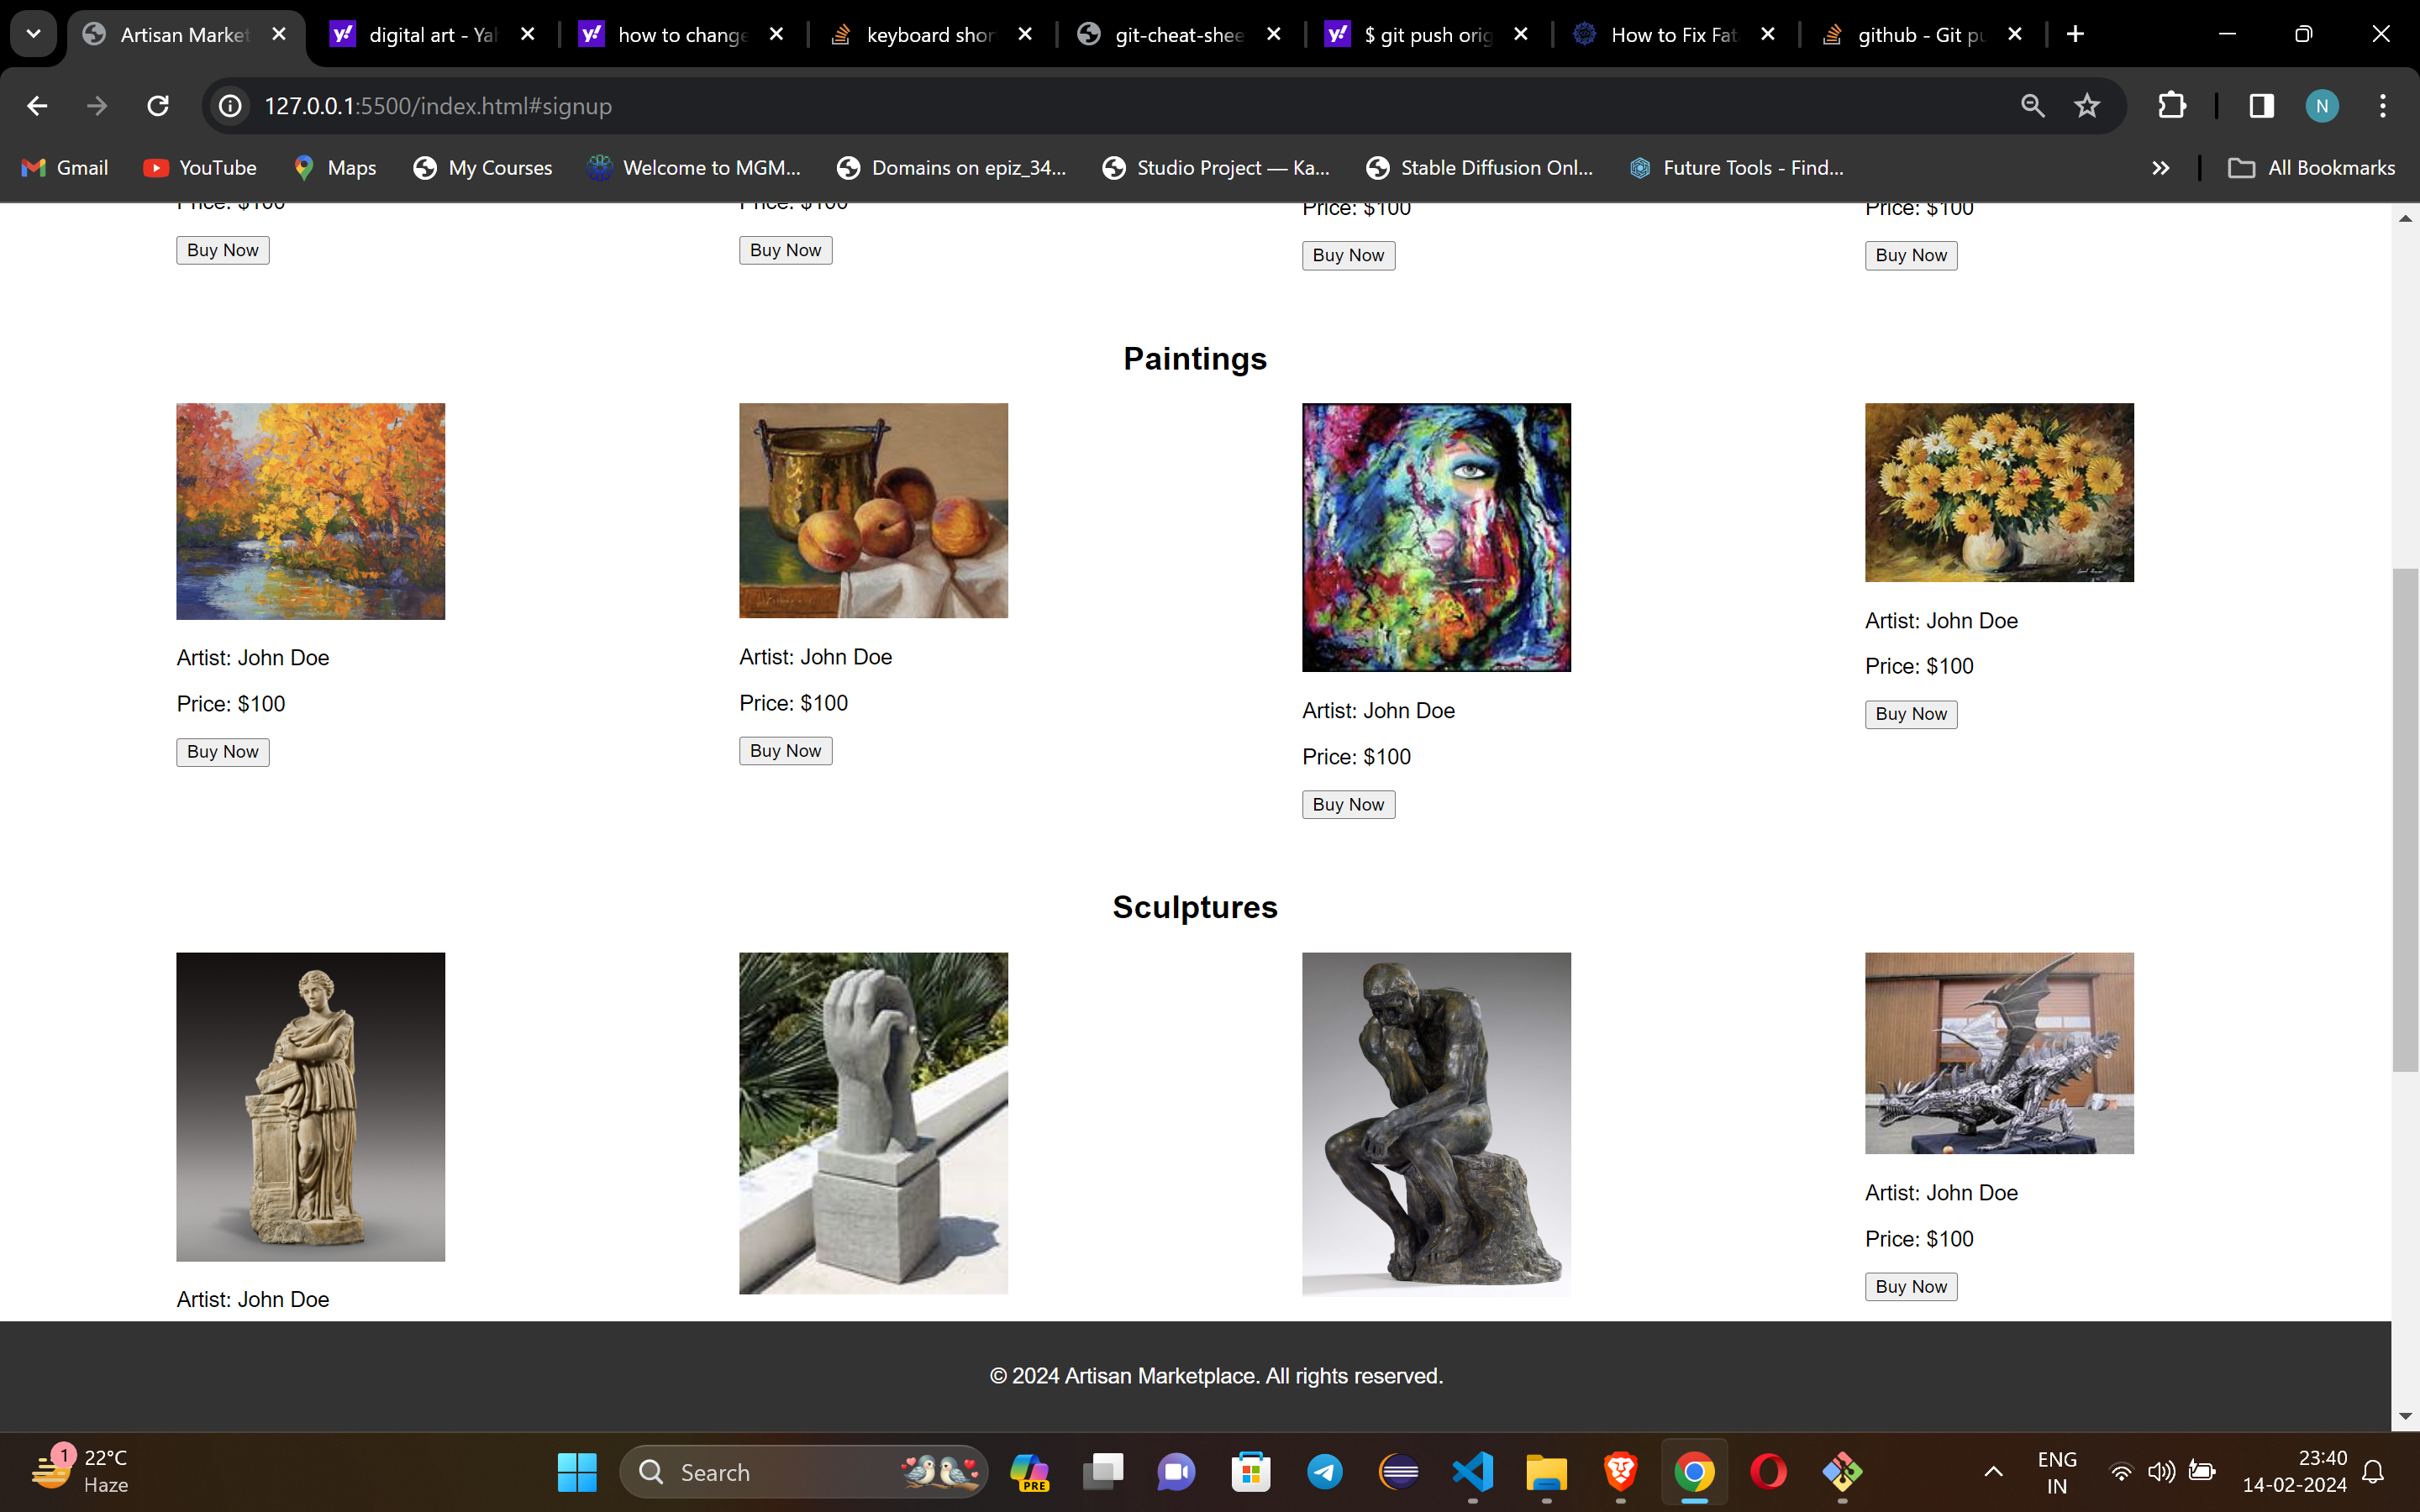 Artisan Market
digital art - Yah
how to change
keyboard shor
git-cheat-shee
$ git push orig
How to Fix Fat
github - Git pu
127.0.0.1:5500/index.html#signup
N
Gmail
YouTube
Maps
My Courses
Welcome to MGM...
Domains on epiz_34...
Studio Project — Ka...
Stable Diffusion Onl...
Future Tools - Find...
All Bookmarks
Price: $100
Price: $100
Price: $100
Price: $100
Buy Now
Buy Now
Buy Now
Buy Now
Paintings
Artist: John Doe
Price: $100
Buy Now
Artist: John Doe
Price: $100
Buy Now
Artist: John Doe
Price: $100
Buy Now
Artist: John Doe
Price: $100
Buy Now
Sculptures
Artist: John Doe
Artist: John Doe
Price: $100
Buy Now
© 2024 Artisan Marketplace. All rights reserved.
1
22°C
Haze
Search
PRE
ENG
IN
23:40
14-02-2024